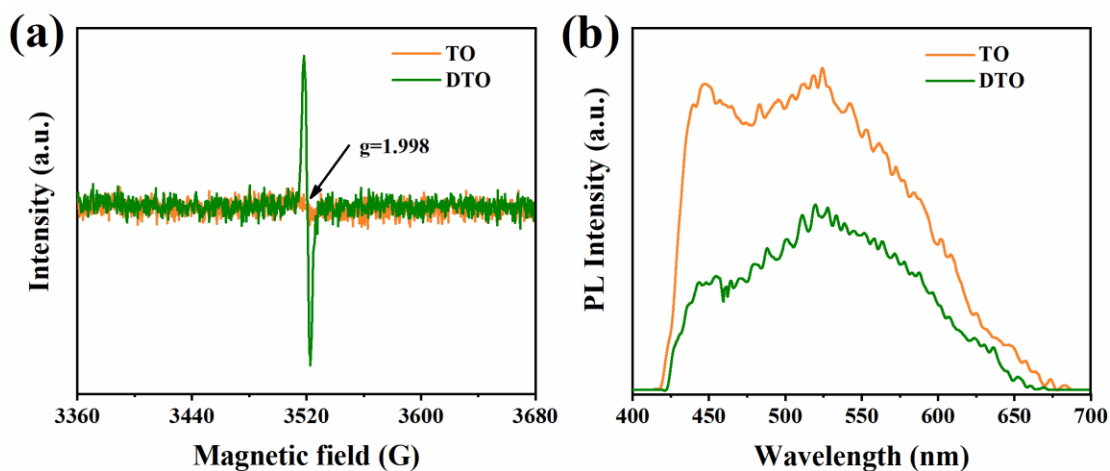 (a)
TO
DTO
g=1.998
Intensity (a.u.)
3360 3440 3520 3600 3680
Magnetic field (G)
(b)
TO
DTO
PL Intensity (a.u.)
400 450 500 550 600 650 700
Wavelength (nm)